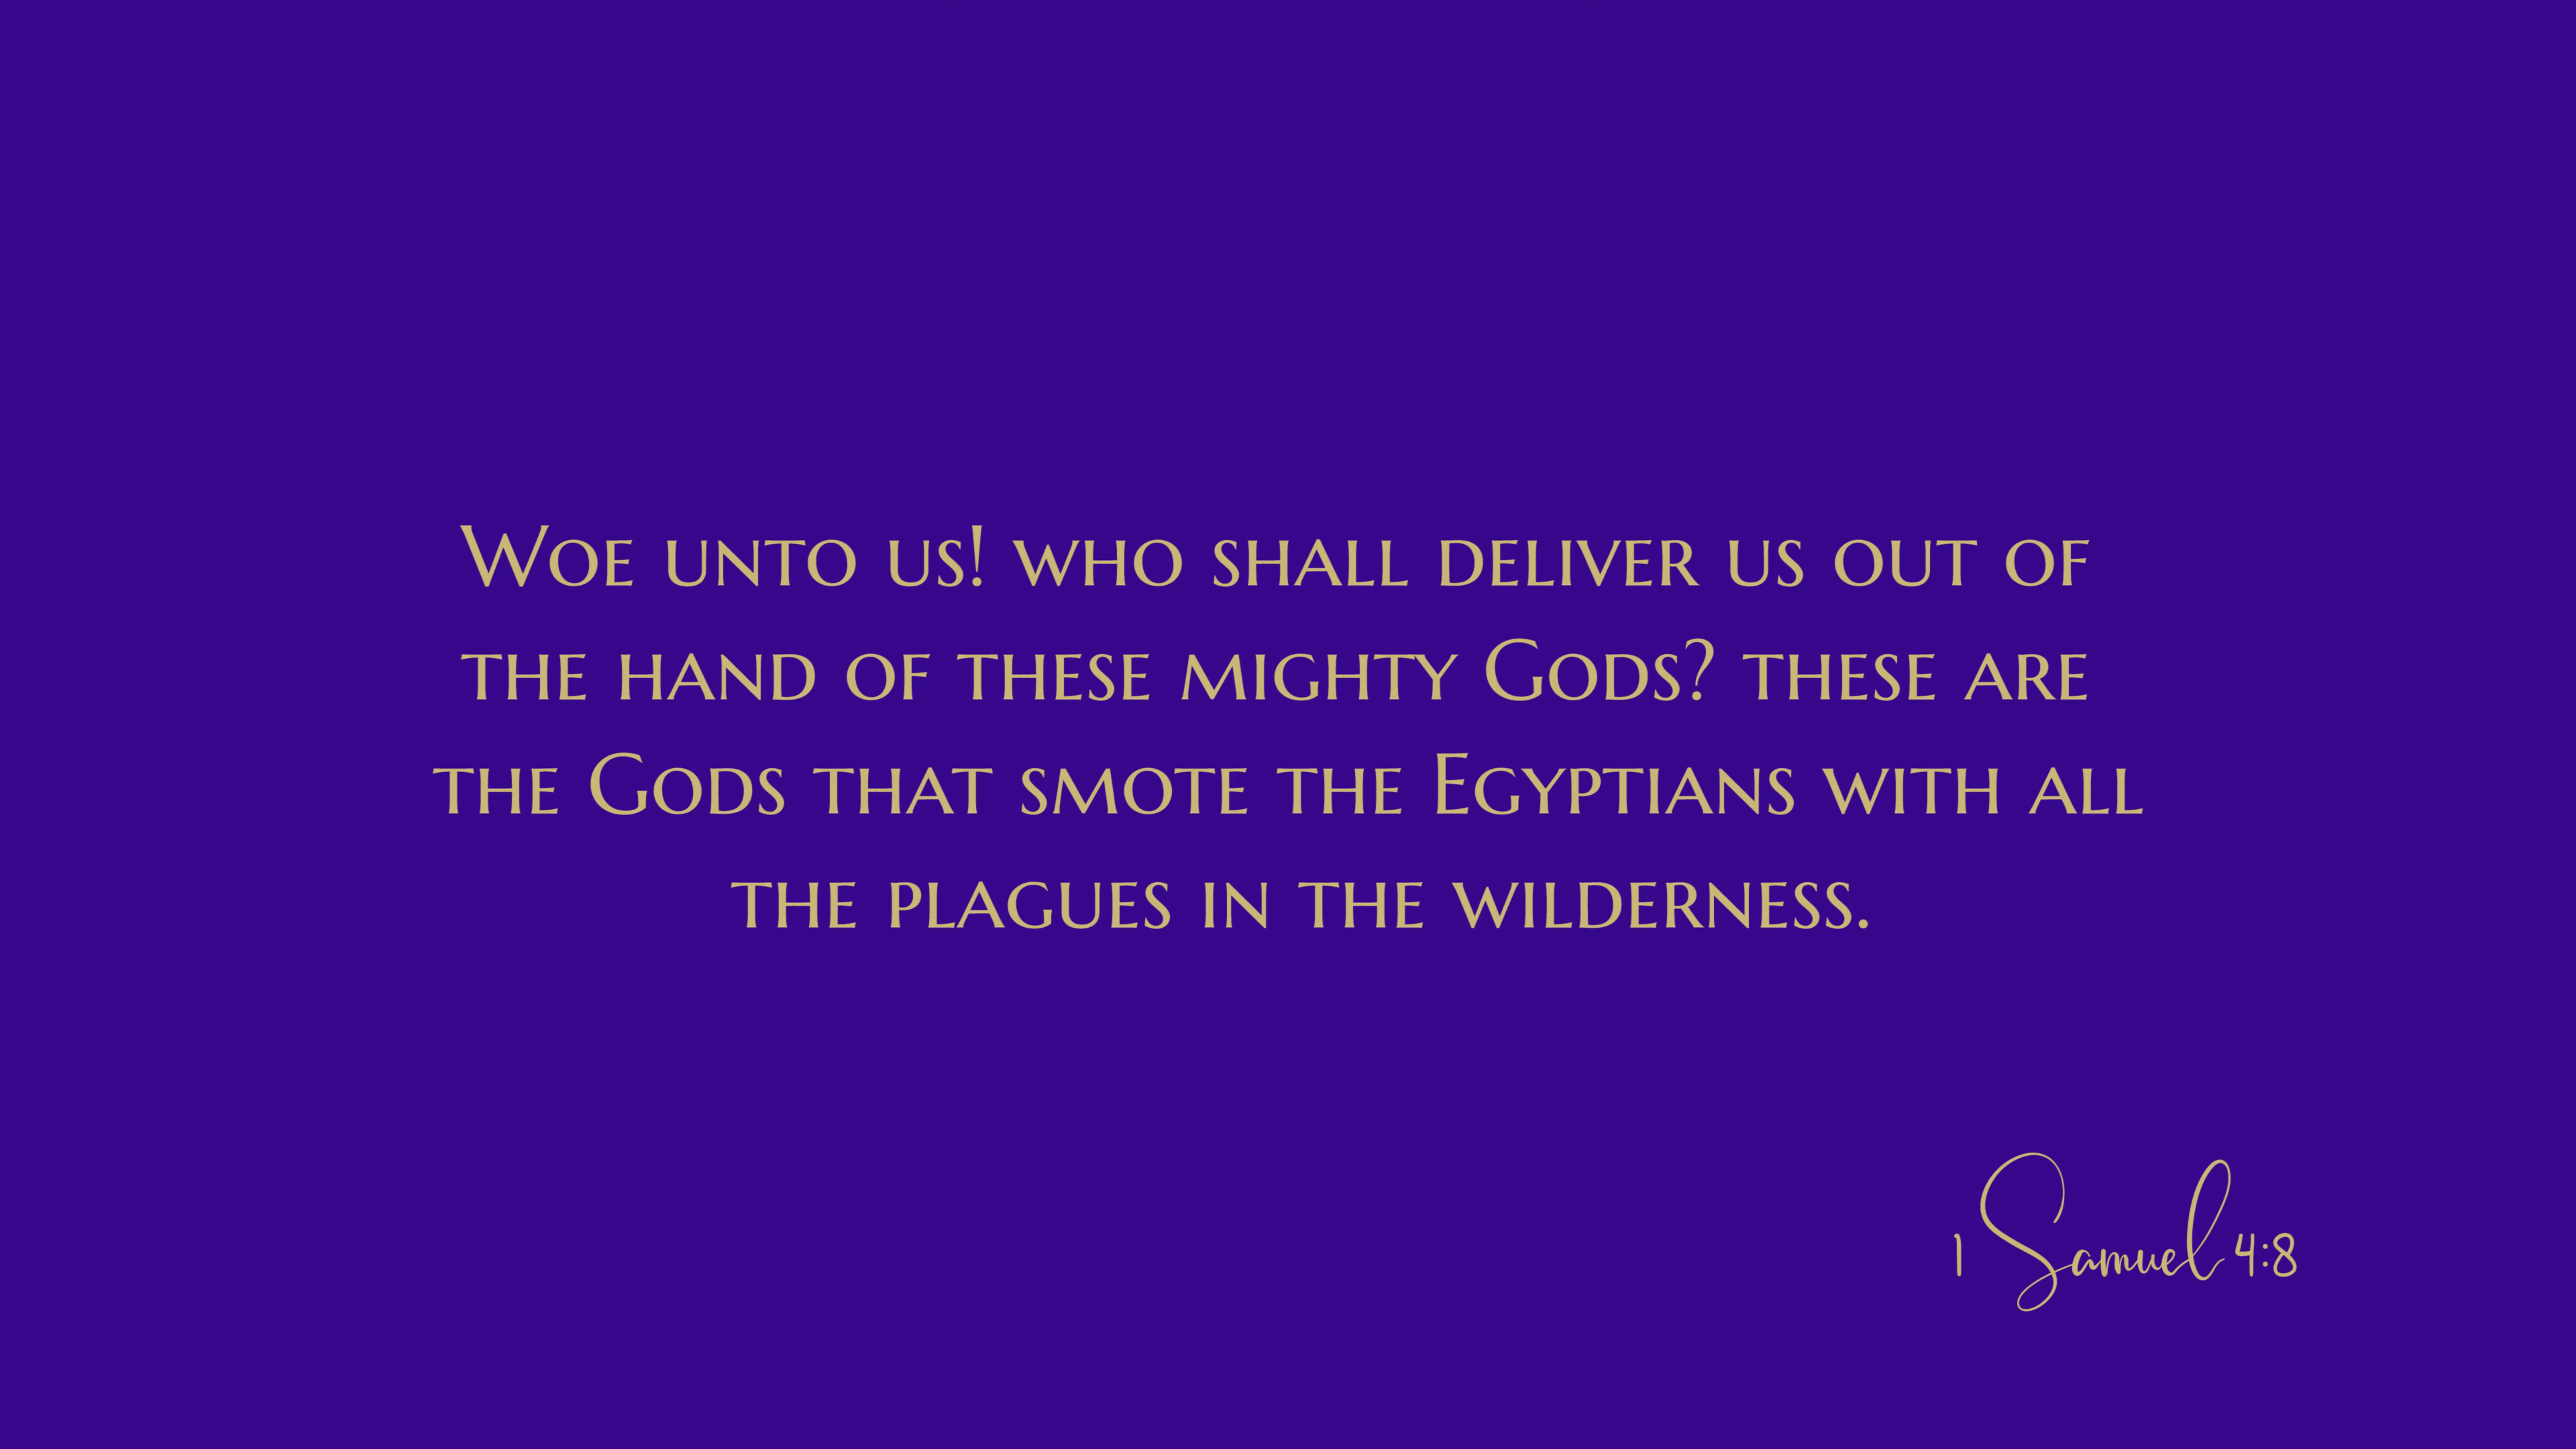 Woe unto us! who shall deliver us out of
the hand of these mighty Gods? these are
the Gods that smote the Egyptians with all
the plagues in the wilderness.
1 Samuel 4:8